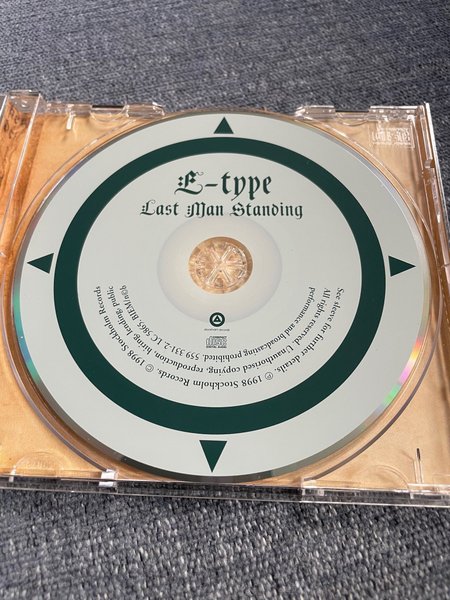 E-type
Last Man Standing
See sleeve for further details. ℗ 1998 Stockholm Records. © 1998 Stockholm Records
All rights reserved. Unauthorised copying, reproduction, hiring, lending, public
performance and broadcasting prohibited. 559 331-2. LC 5865. BIEM/n©b